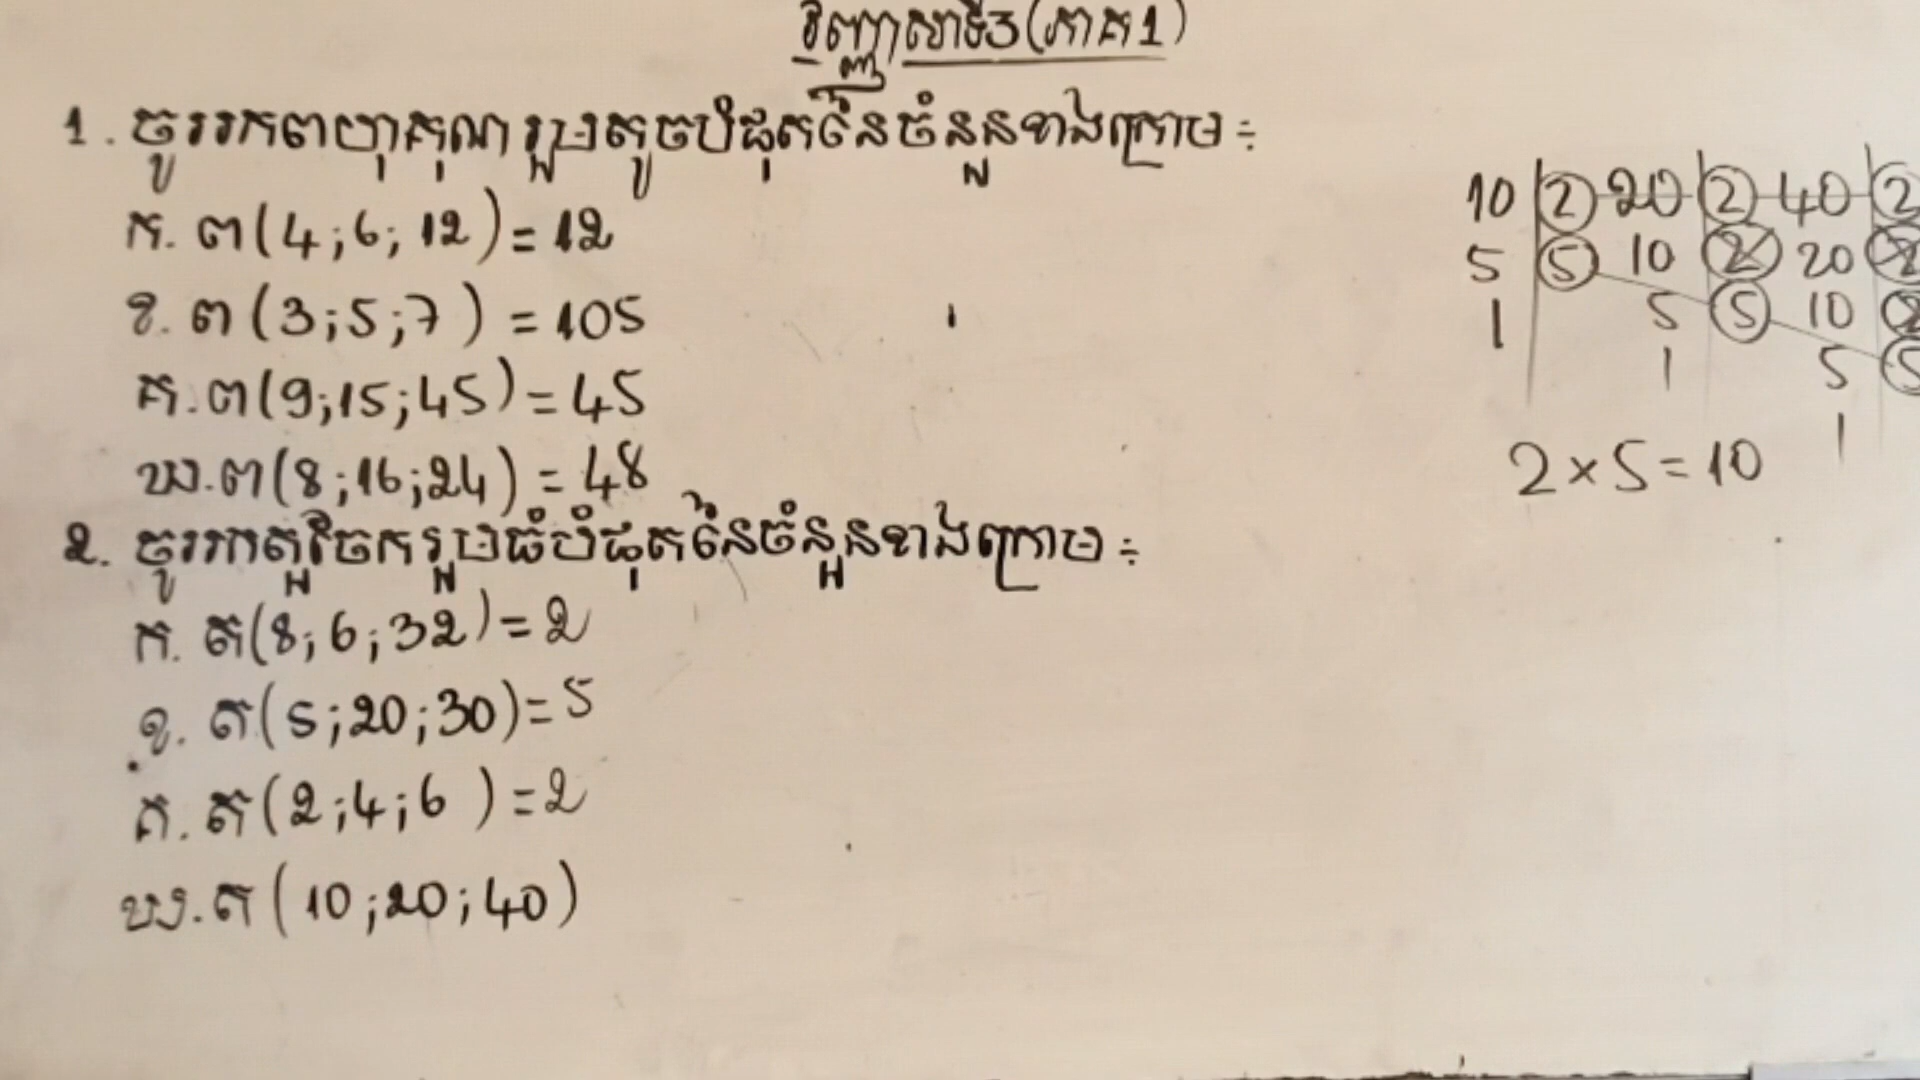 វិញ្ញាសាទី3(ភាគ1)
1. ចូររកពហុគុណរួមតូចបំផុតនៃចំនួនខាងក្រោម÷
ក. ព(4;6;12)=12
ខ. ព(3;5;7)=105
គ. ព(9;15;45)=45
ឃ. ព(8;16;24)=48
2. ចូររកតួចែករួមធំបំផុតនៃចំនួនខាងក្រោម÷
ក. ត(8;6;32)=2
ខ. ត(5;20;30)=5
គ. ត(2;4;6)=2
ឃ. ត(10;20;40)
10 2 20 2 40 2
5 5 10 2 20 2
1 5 5 10 2
1 5 5
1
2×5=10